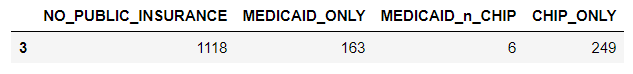 NO_PUBLIC_INSURANCE MEDICAID_ONLY MEDICAID_n_CHIP CHIP_ONLY
3 1118 163 6 249